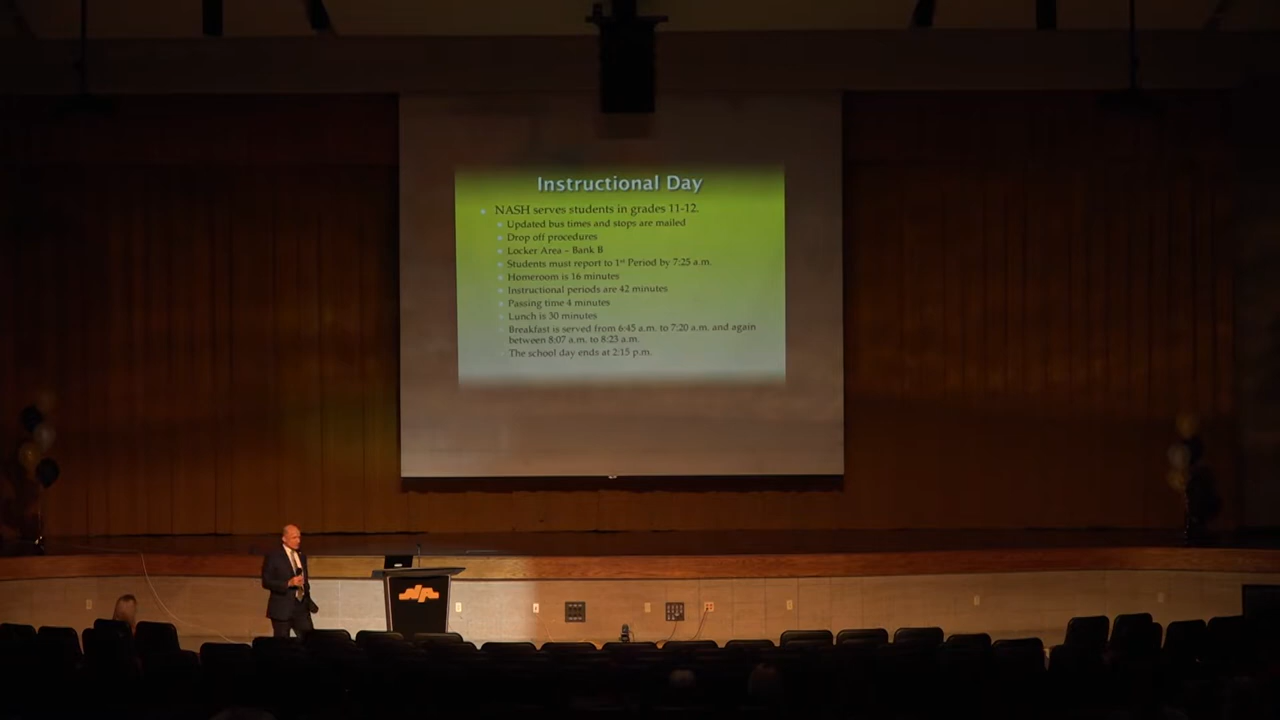 Instructional Day
NASH serves students in grades 11-12.
Updated bus times and stops are mailed
Drop off procedures
Locker Area – Bank B
Students must report to 1st Period by 7:25 a.m.
Homeroom is 16 minutes
Instructional periods are 42 minutes
Passing time 4 minutes
Lunch is 30 minutes
Breakfast is served from 6:45 a.m. to 7:20 a.m. and again
between 8:07 a.m. to 8:23 a.m.
The school day ends at 2:15 p.m.